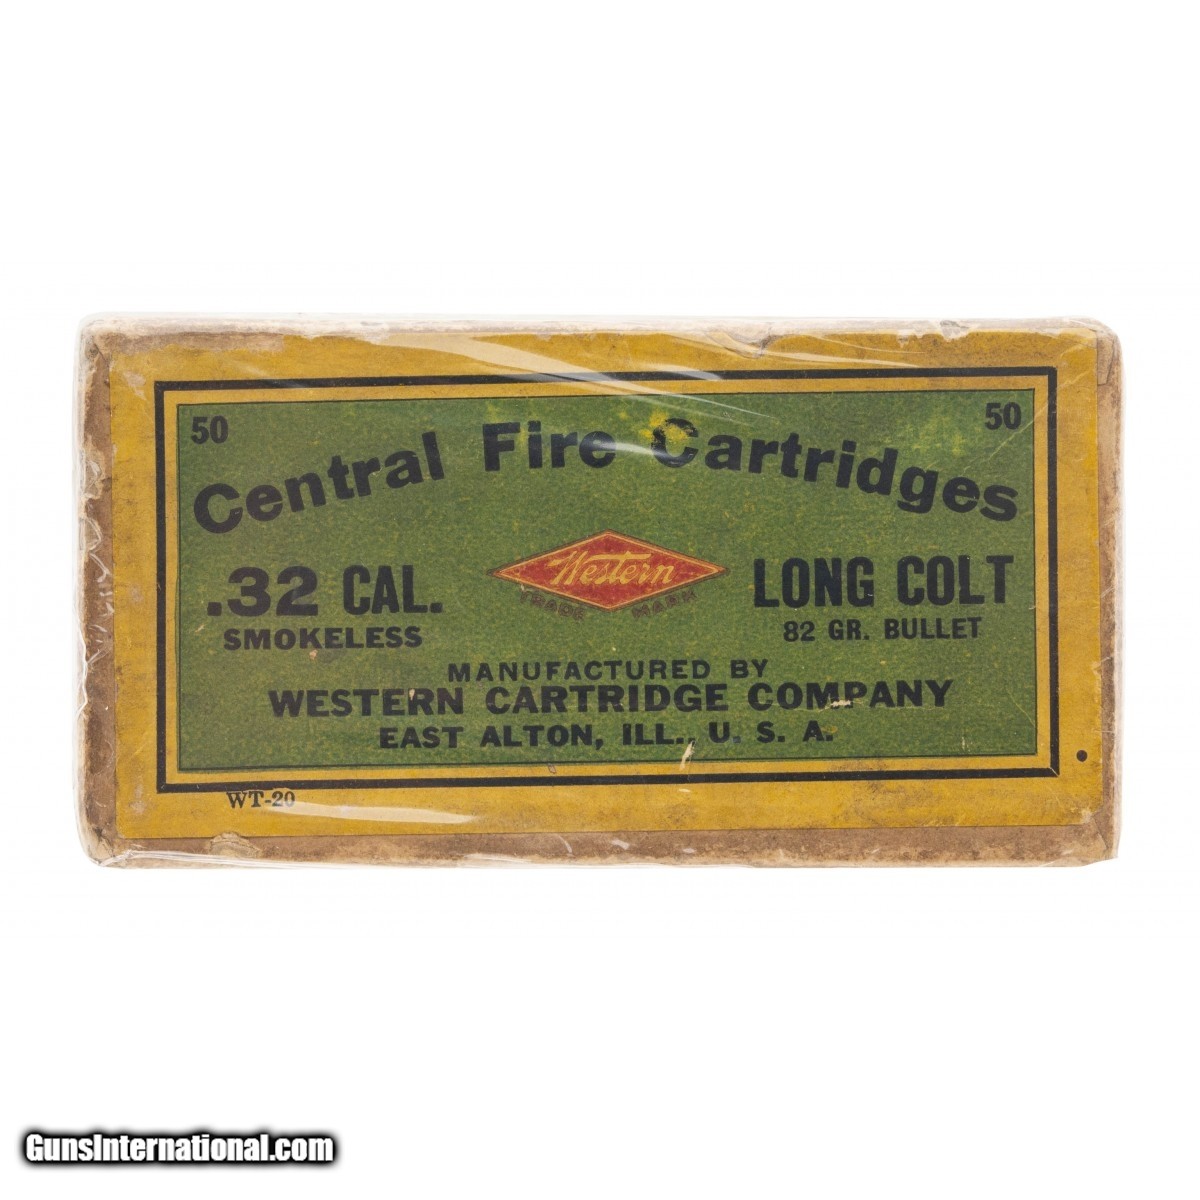 50 50
Central Fire Cartridges
.32 CAL. Western LONG COLT
TRADE MARK
SMOKELESS 82 GR. BULLET
MANUFACTURED BY
WESTERN CARTRIDGE COMPANY
EAST ALTON, ILL., U. S. A.
WT-20
GunsInternational.com